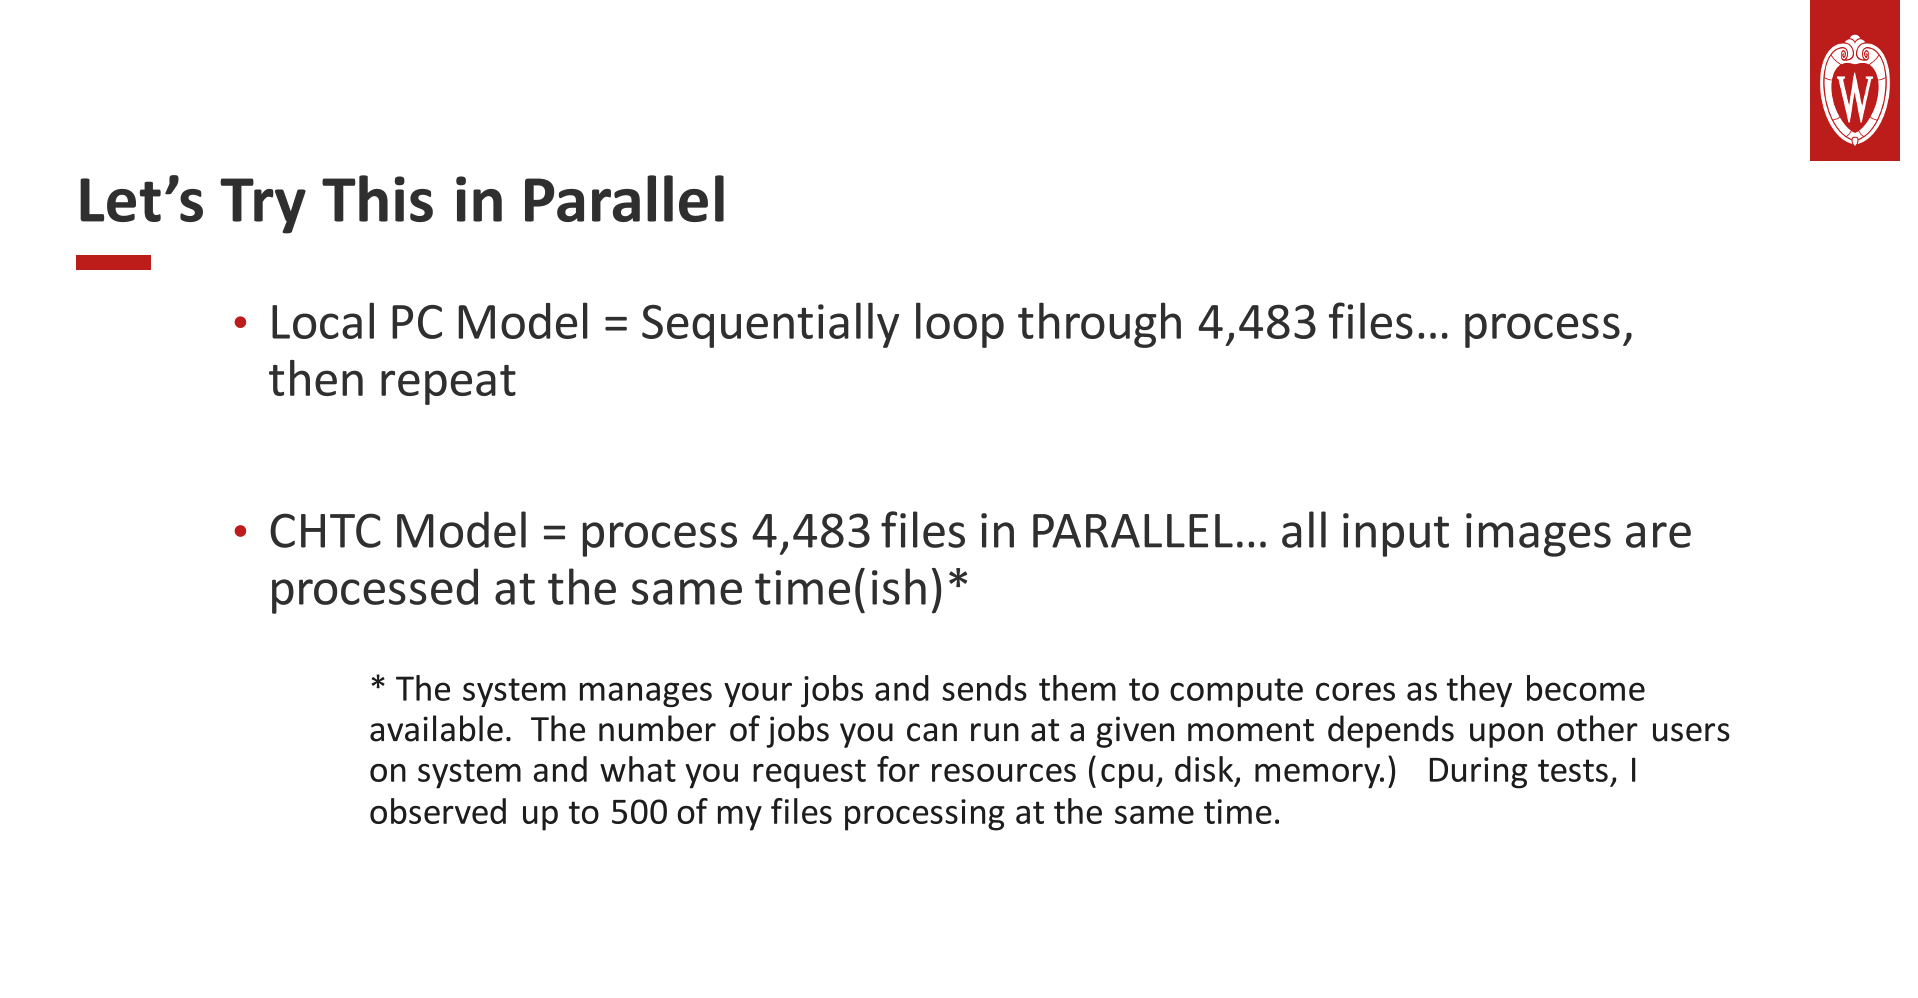 W
Let’s Try This in Parallel
• Local PC Model = Sequentially loop through 4,483 files… process,
then repeat
• CHTC Model = process 4,483 files in PARALLEL… all input images are
processed at the same time(ish)*
* The system manages your jobs and sends them to compute cores as they become
available.  The number of jobs you can run at a given moment depends upon other users
on system and what you request for resources (cpu, disk, memory.)   During tests, I
observed up to 500 of my files processing at the same time.